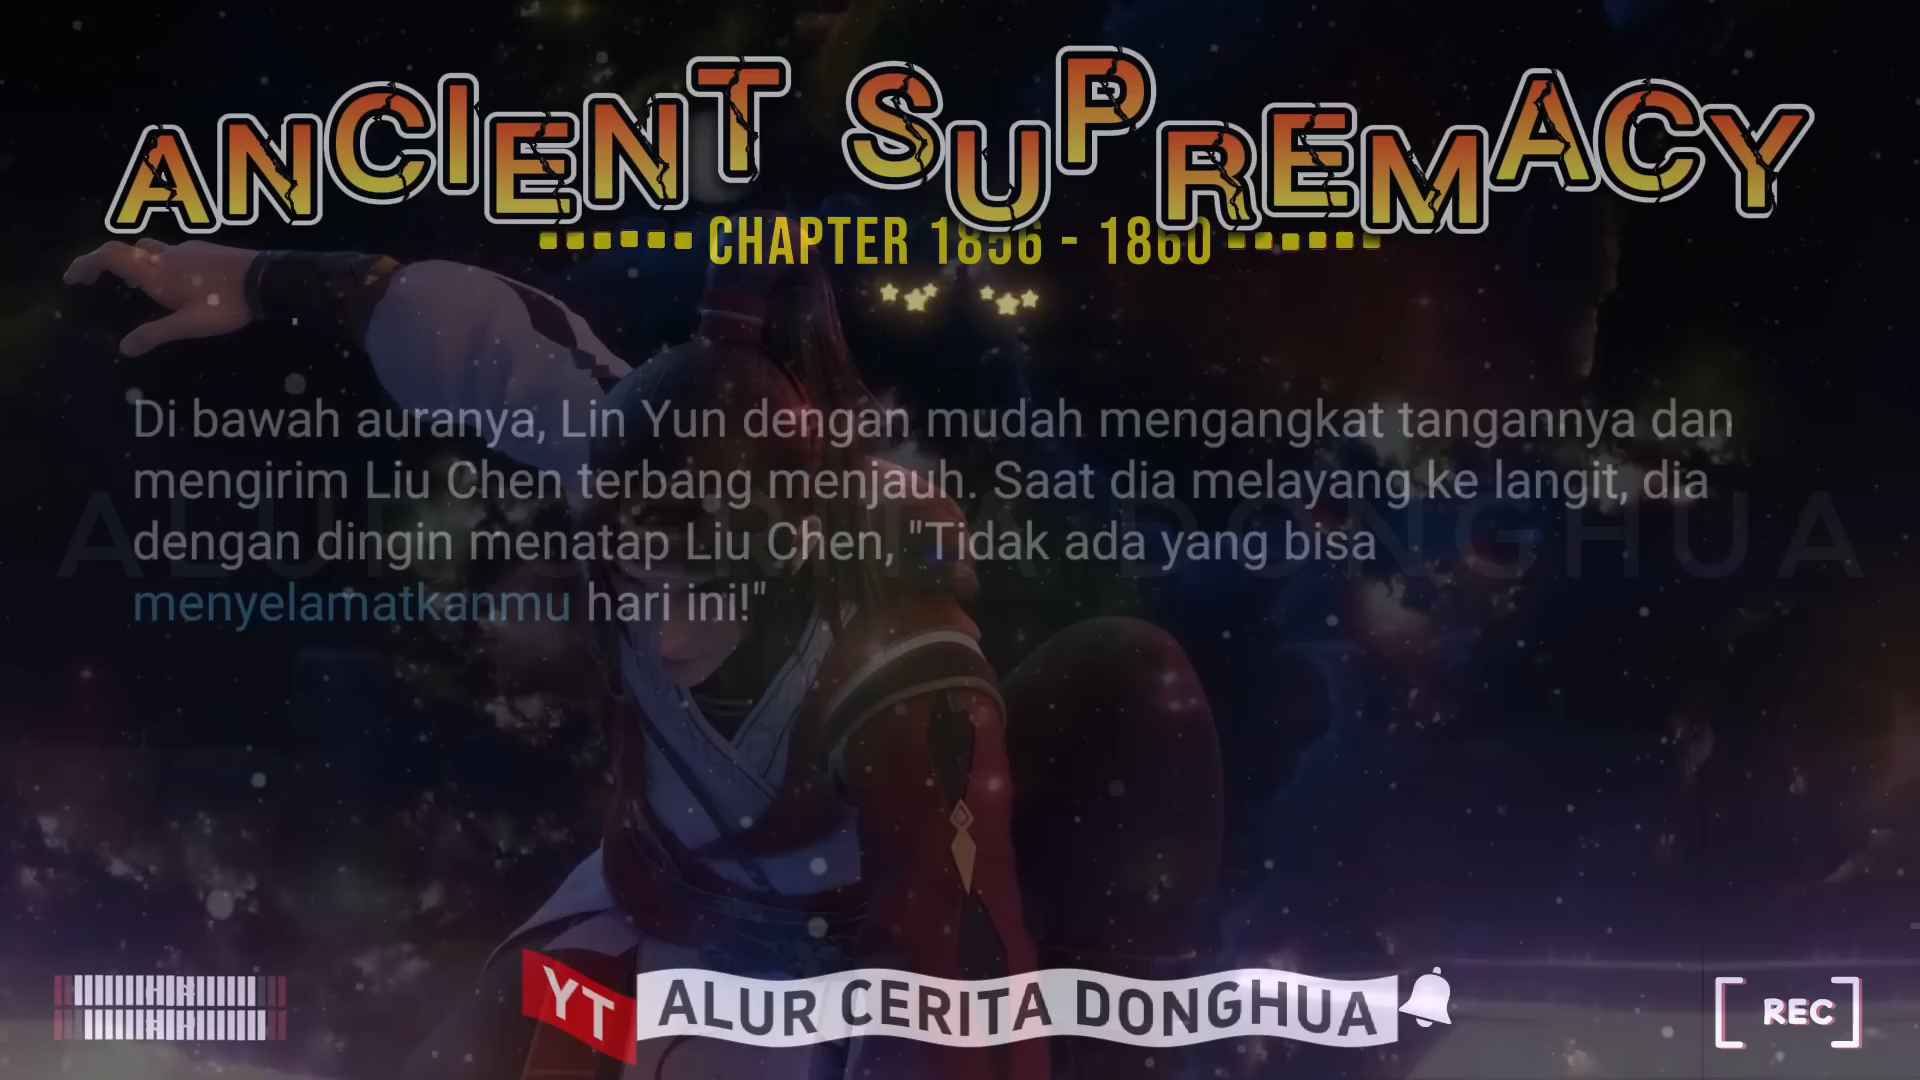 ANCIENT SUPREMACY
CHAPTER 1856 - 1860
Di bawah auranya, Lin Yun dengan mudah mengangkat tangannya dan
mengirim Liu Chen terbang menjauh. Saat dia melayang ke langit, dia
dengan dingin menatap Liu Chen, "Tidak ada yang bisa
menyelamatkanmu hari ini!"
ALUR CERITA DONGHUA
YT ALUR CERITA DONGHUA
REC